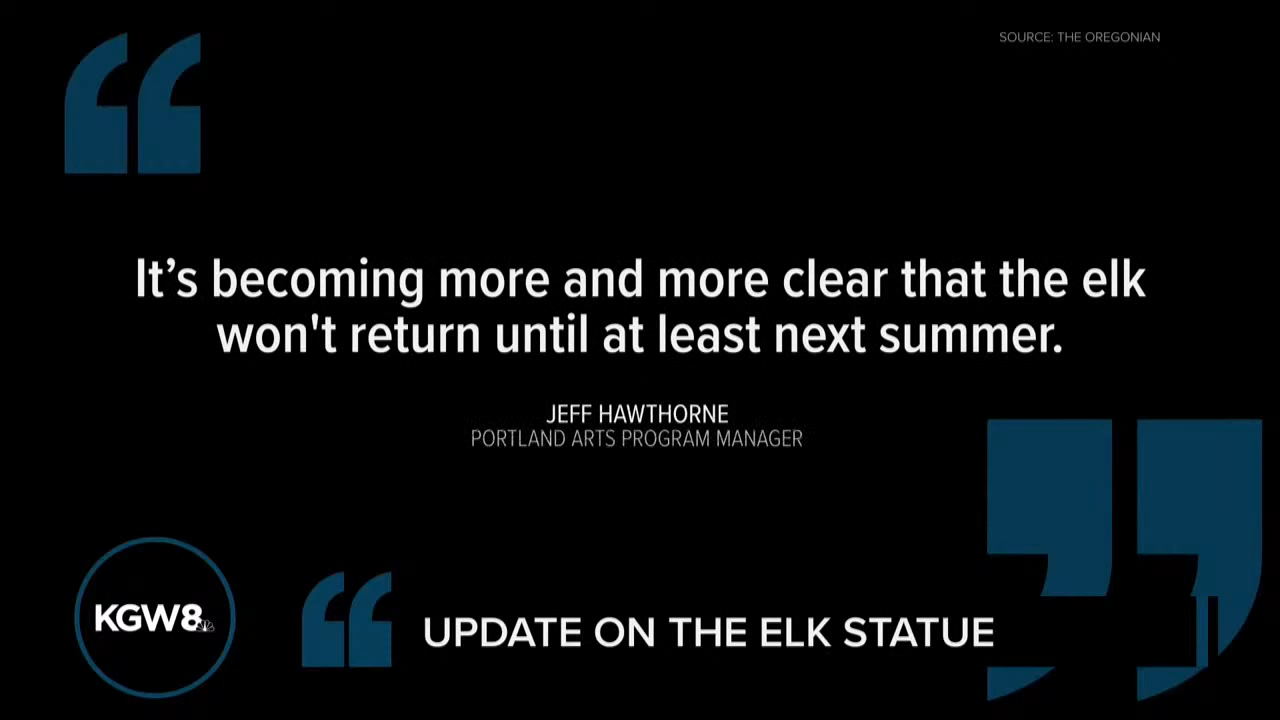 SOURCE: THE OREGONIAN
It’s becoming more and more clear that the elk
won't return until at least next summer.
JEFF HAWTHORNE
PORTLAND ARTS PROGRAM MANAGER
KGW8
UPDATE ON THE ELK STATUE